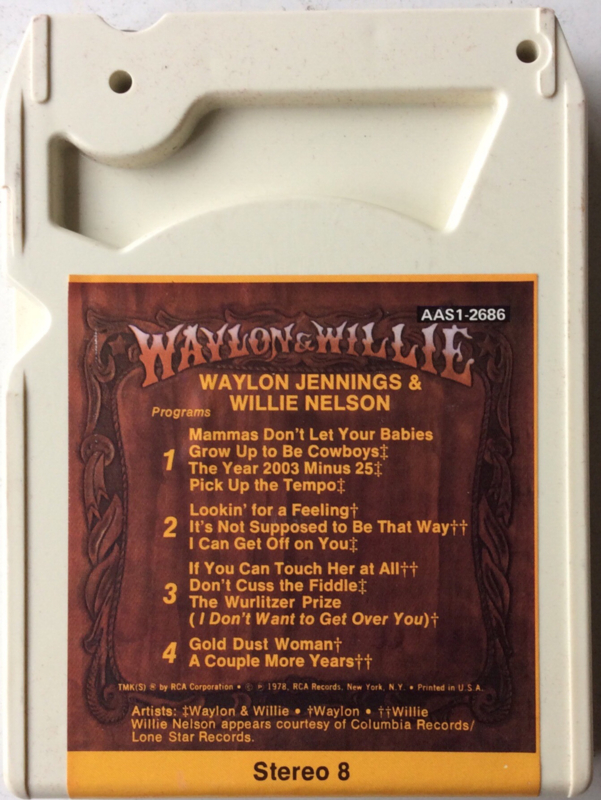 AAS1-2686
WAYLON & WILLIE
WAYLON JENNINGS &
WILLIE NELSON
Programs
1
Mammas Don't Let Your Babies
Grow Up to Be Cowboys‡
The Year 2003 Minus 25‡
Pick Up the Tempo‡
2
Lookin' for a Feeling†
It's Not Supposed to Be That Way††
I Can Get Off on You‡
3
If You Can Touch Her at All††
Don't Cuss the Fiddle‡
The Wurlitzer Prize
(I Don't Want to Get Over You)†
4
Gold Dust Woman†
A Couple More Years††
TMK(S) ® by RCA Corporation • © ℗ 1978, RCA Records, New York, N.Y. • Printed in U.S.A.
Artists: ‡Waylon & Willie • †Waylon • ††Willie
Willie Nelson appears courtesy of Columbia Records/
Lone Star Records.
Stereo 8